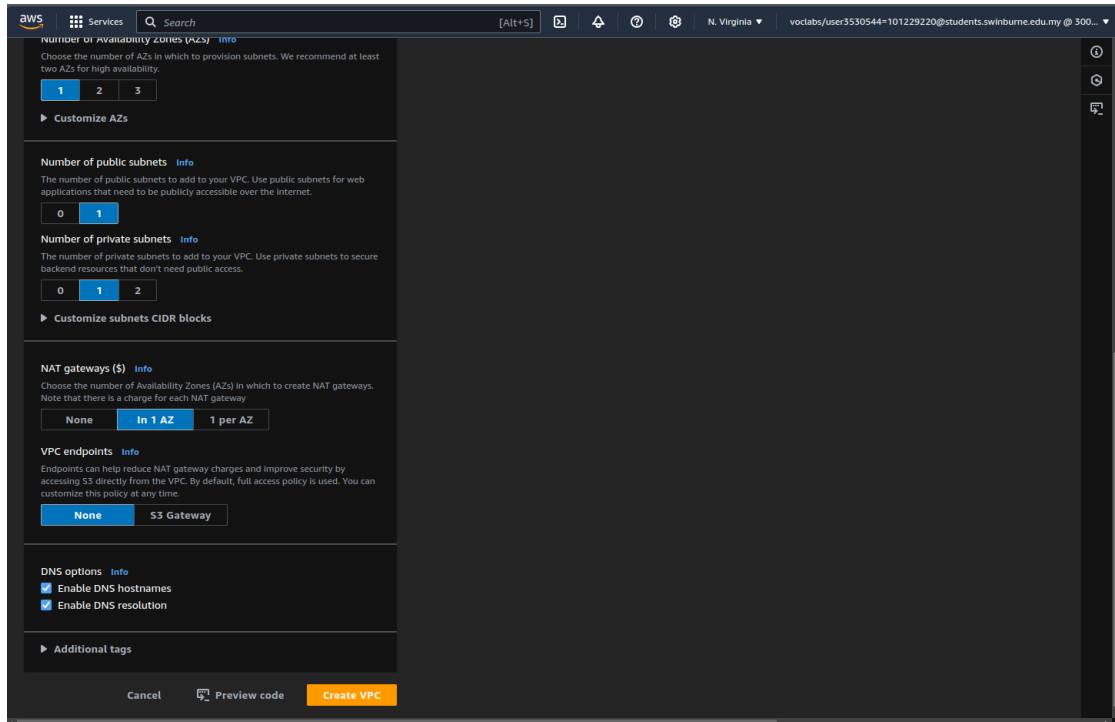 aws
Services
Search
[Alt+S]
N. Virginia ▼
voclabs/user3530544=101229220@students.swinburne.edu.my @ 300... ▼
Number of Availability Zones (AZs) Info
Choose the number of AZs in which to provision subnets. We recommend at least
two AZs for high availability.
1 2 3
▶ Customize AZs
Number of public subnets Info
The number of public subnets to add to your VPC. Use public subnets for web
applications that need to be publicly accessible over the internet.
0 1
Number of private subnets Info
The number of private subnets to add to your VPC. Use private subnets to secure
backend resources that don't need public access.
0 1 2
▶ Customize subnets CIDR blocks
NAT gateways ($) Info
Choose the number of Availability Zones (AZs) in which to create NAT gateways.
Note that there is a charge for each NAT gateway
None In 1 AZ 1 per AZ
VPC endpoints Info
Endpoints can help reduce NAT gateway charges and improve security by
accessing S3 directly from the VPC. By default, full access policy is used. You can
customize this policy at any time.
None S3 Gateway
DNS options Info
Enable DNS hostnames
Enable DNS resolution
▶ Additional tags
Cancel Preview code Create VPC